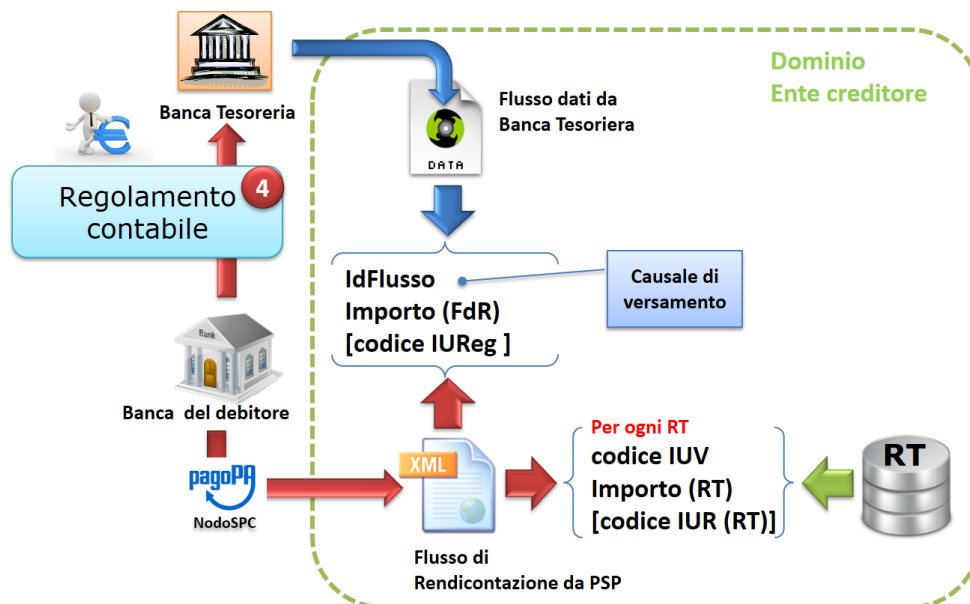 Banca Tesoreria
Regolamento
contabile
4
Bank
Banca del debitore
pagoPA
NodoSPC
Dominio
Ente creditore
DATA
Flusso dati da
Banca Tesoriera
IdFlusso
Importo (FdR)
[codice IUReg ]
Causale di
versamento
XML
Flusso di
Rendicontazione da PSP
Per ogni RT
codice IUV
Importo (RT)
[codice IUR (RT)]
RT